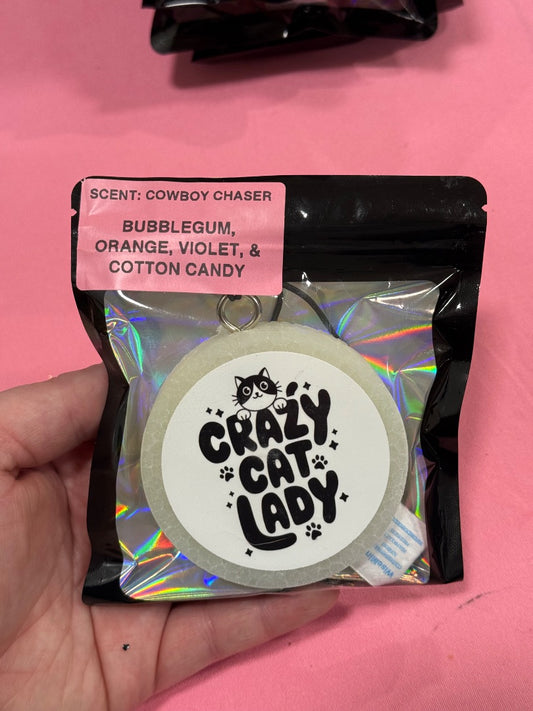 SCENT: COWBOY CHASER
BUBBLEGUM,
ORANGE, VIOLET, &
COTTON CANDY
CRAZY
CAT
LADY